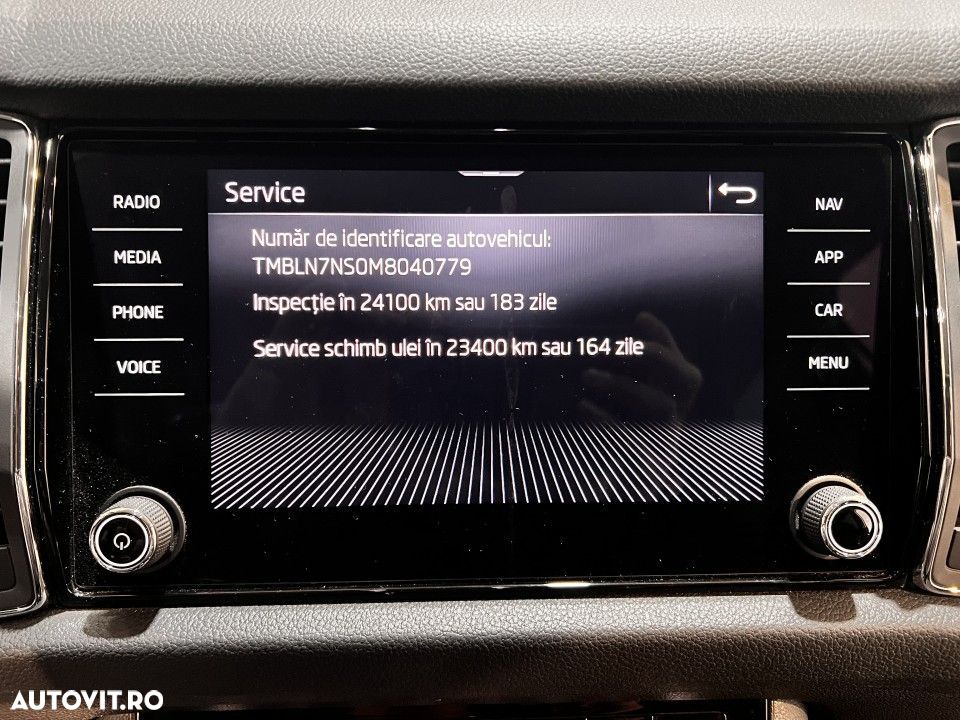 Service
Număr de identificare autovehicul:
TMBLN7NS0M8040779
Inspecție în 24100 km sau 183 zile
Service schimb ulei în 23400 km sau 164 zile
RADIO
MEDIA
PHONE
VOICE
NAV
APP
CAR
MENU
AUTOVIT.RO